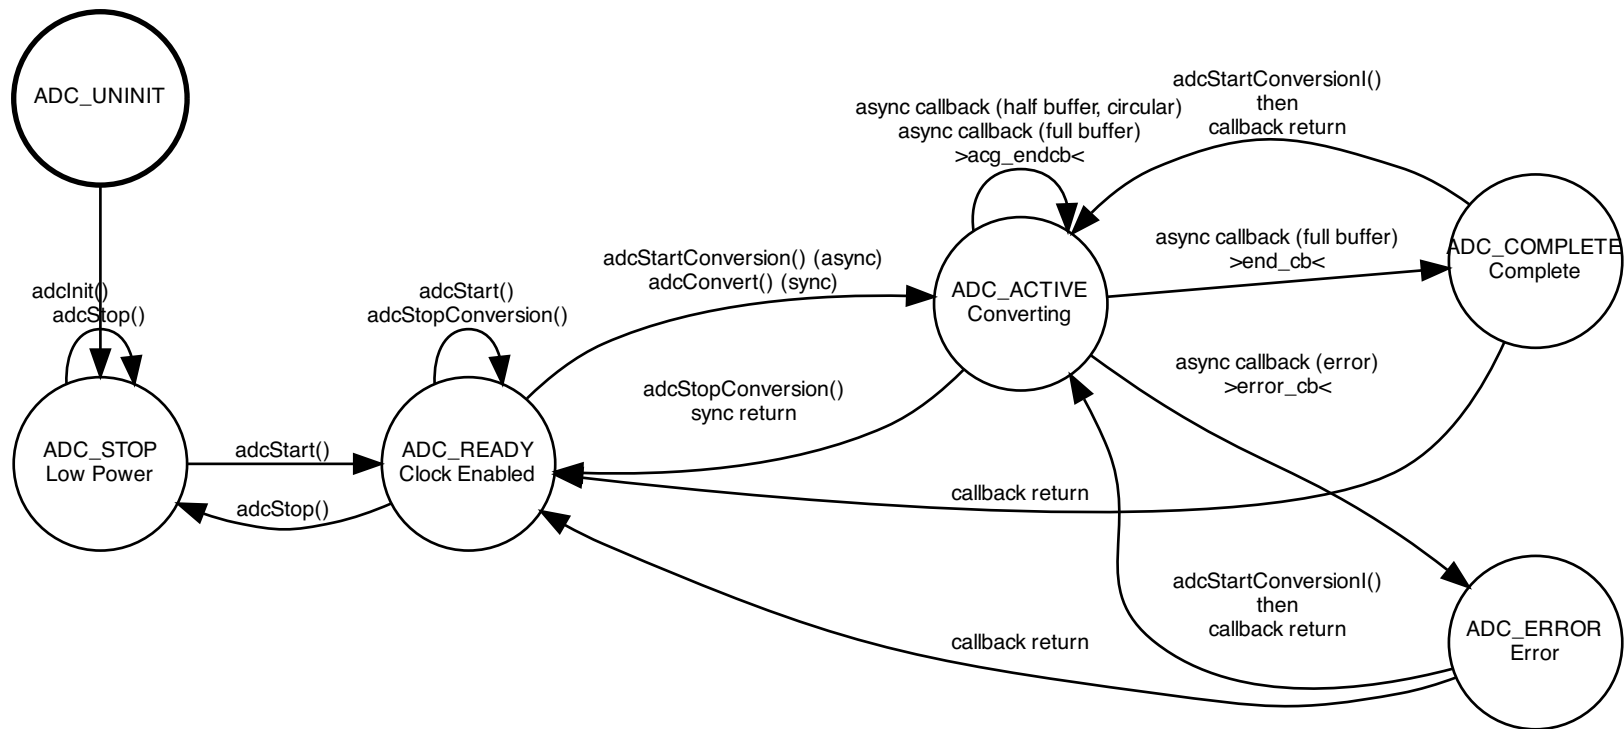 ADC_UNINIT
adcInit()
adcStop()
ADC_STOP
Low Power
adcStart()
adcStop()
adcStart()
adcStopConversion()
ADC_READY
Clock Enabled
adcStartConversion() (async)
adcConvert() (sync)
adcStopConversion()
sync return
async callback (half buffer, circular)
async callback (full buffer)
>acg_endcb<
ADC_ACTIVE
Converting
adcStartConversionI()
then
callback return
async callback (full buffer)
>end_cb<
ADC_COMPLETE
Complete
async callback (error)
>error_cb<
callback return
adcStartConversionI()
then
callback return
callback return
ADC_ERROR
Error